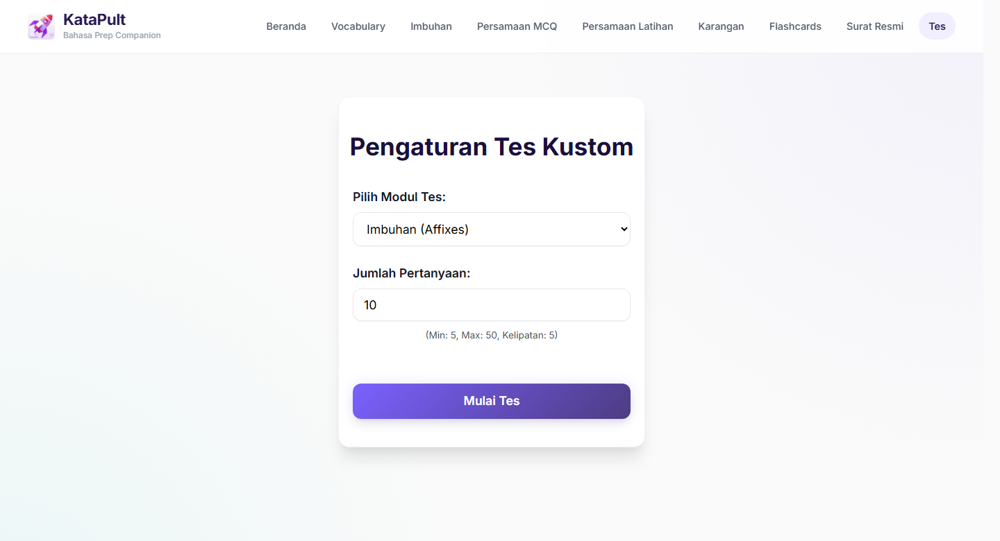 KataPult
Bahasa Prep Companion
Beranda
Vocabulary
Imbuhan
Persamaan MCQ
Persamaan Latihan
Karangan
Flashcards
Surat Resmi
Tes
Pengaturan Tes Kustom
Pilih Modul Tes:
Imbuhan (Affixes)
Jumlah Pertanyaan:
10
(Min: 5, Max: 50, Kelipatan: 5)
Mulai Tes